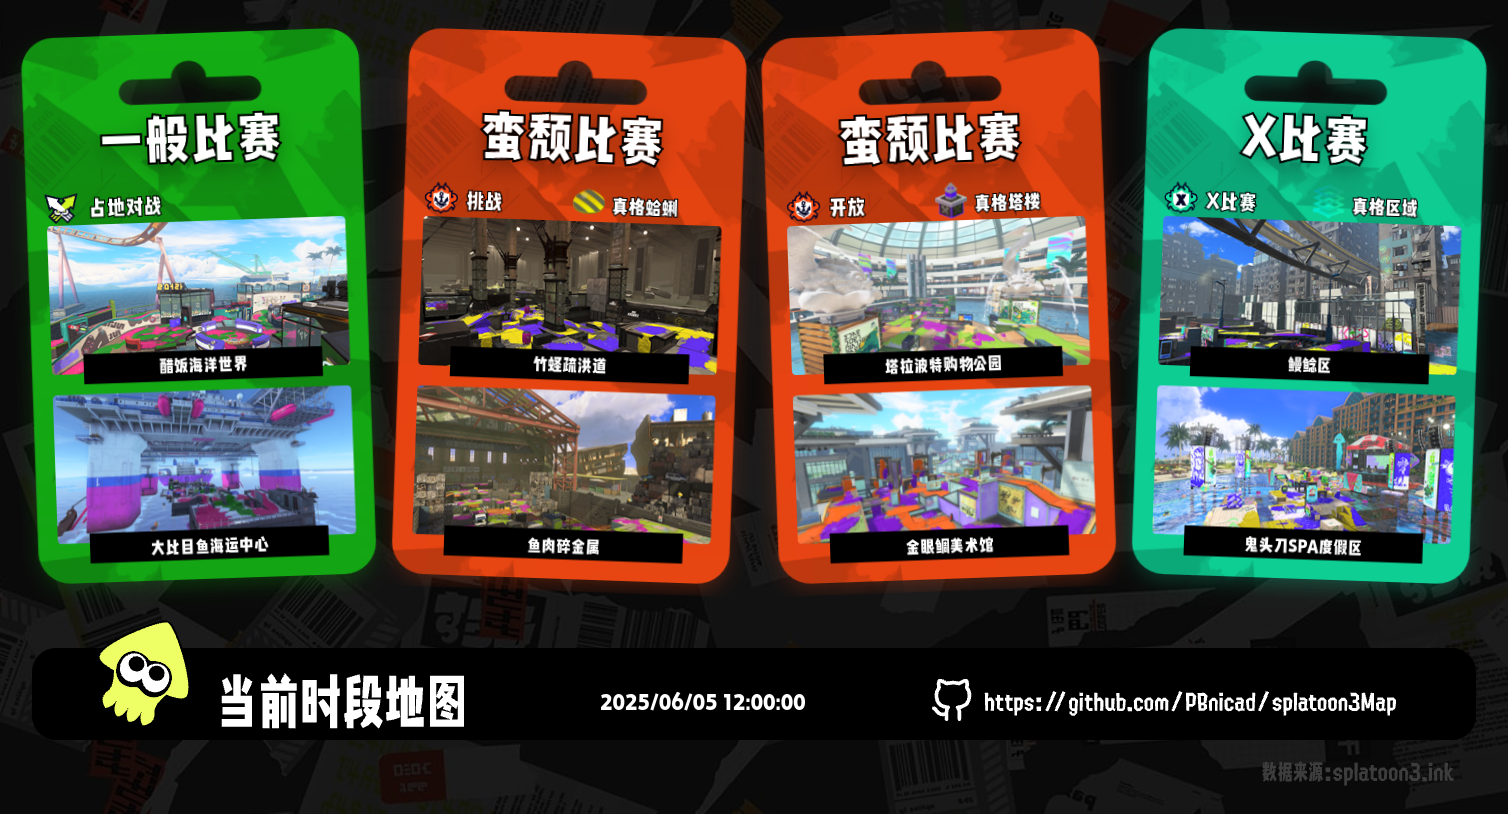 一般比赛
占地对战
醋饭海洋世界
大比目鱼海运中心
蛮颓比赛
挑战
真格蛤蜊
竹蛏疏洪道
鱼肉碎金属
蛮颓比赛
开放
真格塔楼
塔拉波特购物公园
金眼鲷美术馆
X比赛
X比赛
真格区域
鳗鲶区
鬼头刀SPA度假区
当前时段地图
2025/06/05 12:00:00
https://github.com/PBnicad/splatoon3Map
数据来源:splatoon3.ink